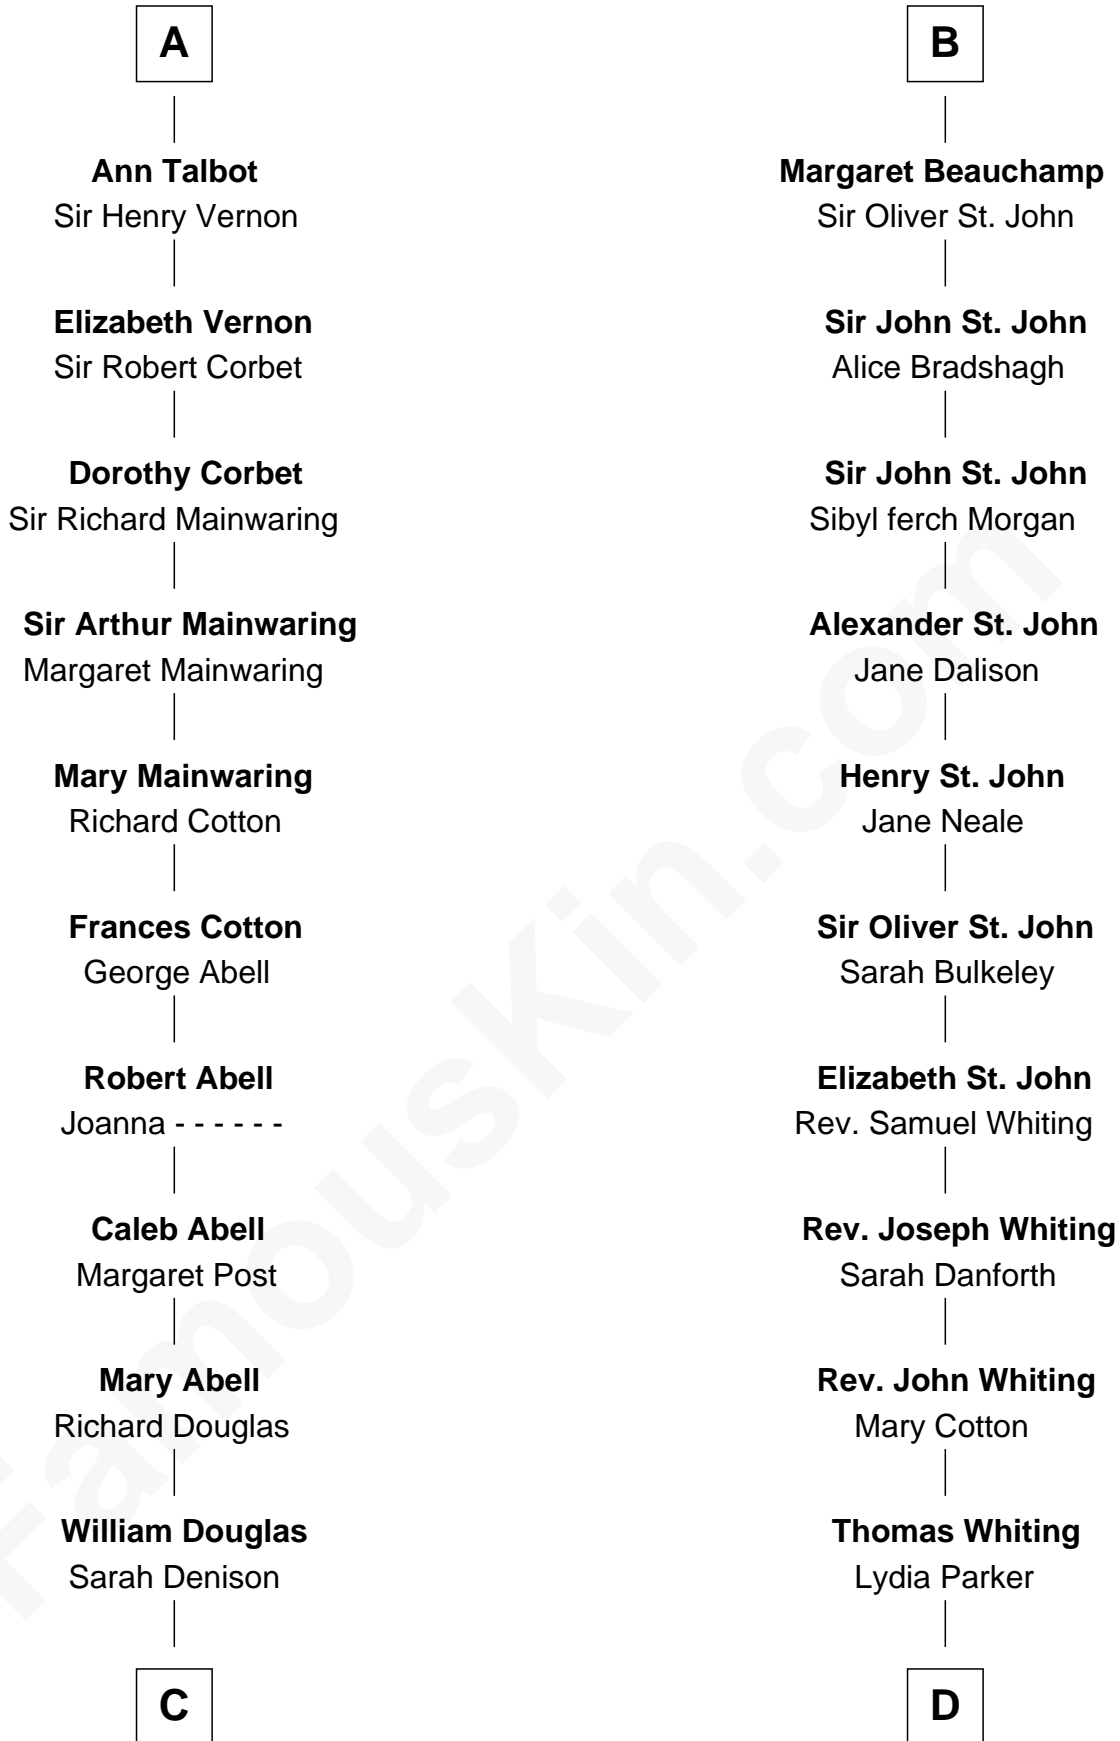 A
Ann Talbot
Sir Henry Vernon
Elizabeth Vernon
Sir Robert Corbet
Dorothy Corbet
Sir Richard Mainwaring
Sir Arthur Mainwaring
Margaret Mainwaring
Mary Mainwaring
Richard Cotton
Frances Cotton
George Abell
Robert Abell
Joanna - - - - - -
Caleb Abell
Margaret Post
Mary Abell
Richard Douglas
William Douglas
Sarah Denison
C
B
Margaret Beauchamp
Sir Oliver St. John
Sir John St. John
Alice Bradshagh
Sir John St. John
Sibyl ferch Morgan
Alexander St. John
Jane Dalison
Henry St. John
Jane Neale
Sir Oliver St. John
Sarah Bulkeley
Elizabeth St. John
Rev. Samuel Whiting
Rev. Joseph Whiting
Sarah Danforth
Rev. John Whiting
Mary Cotton
Thomas Whiting
Lydia Parker
D
FamousKin.com